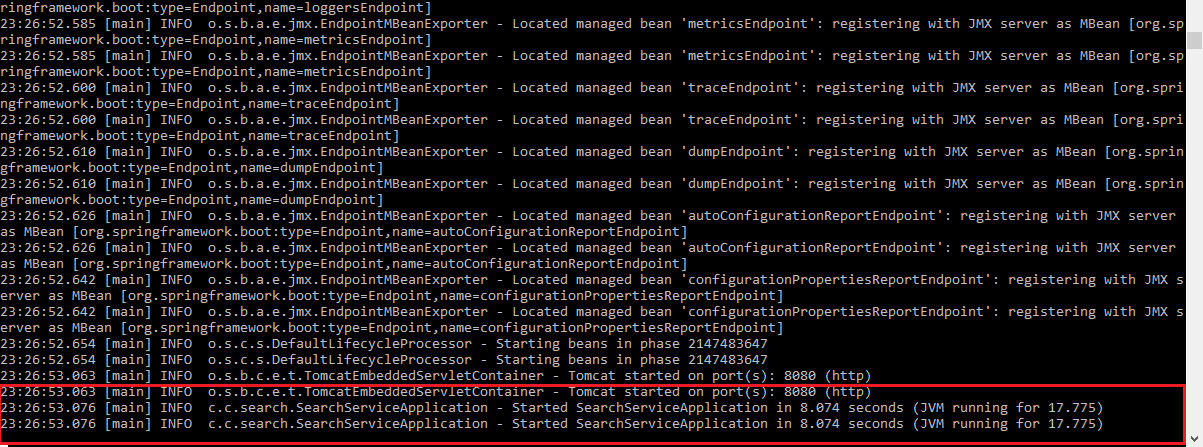 ringframework.boot:type=Endpoint,name=loggersEndpoint]
23:26:52.585 [main] INFO  o.s.b.a.e.jmx.EndpointMBeanExporter - Located managed bean 'metricsEndpoint': registering with JMX server as MBean [org.sp
ringframework.boot:type=Endpoint,name=metricsEndpoint]
23:26:52.585 [main] INFO  o.s.b.a.e.jmx.EndpointMBeanExporter - Located managed bean 'metricsEndpoint': registering with JMX server as MBean [org.sp
ringframework.boot:type=Endpoint,name=metricsEndpoint]
23:26:52.600 [main] INFO  o.s.b.a.e.jmx.EndpointMBeanExporter - Located managed bean 'traceEndpoint': registering with JMX server as MBean [org.spri
ngframework.boot:type=Endpoint,name=traceEndpoint]
23:26:52.600 [main] INFO  o.s.b.a.e.jmx.EndpointMBeanExporter - Located managed bean 'traceEndpoint': registering with JMX server as MBean [org.spri
ngframework.boot:type=Endpoint,name=traceEndpoint]
23:26:52.610 [main] INFO  o.s.b.a.e.jmx.EndpointMBeanExporter - Located managed bean 'dumpEndpoint': registering with JMX server as MBean [org.sprin
gframework.boot:type=Endpoint,name=dumpEndpoint]
23:26:52.610 [main] INFO  o.s.b.a.e.jmx.EndpointMBeanExporter - Located managed bean 'dumpEndpoint': registering with JMX server as MBean [org.sprin
gframework.boot:type=Endpoint,name=dumpEndpoint]
23:26:52.626 [main] INFO  o.s.b.a.e.jmx.EndpointMBeanExporter - Located managed bean 'autoConfigurationReportEndpoint': registering with JMX server
as MBean [org.springframework.boot:type=Endpoint,name=autoConfigurationReportEndpoint]
23:26:52.626 [main] INFO  o.s.b.a.e.jmx.EndpointMBeanExporter - Located managed bean 'autoConfigurationReportEndpoint': registering with JMX server
as MBean [org.springframework.boot:type=Endpoint,name=autoConfigurationReportEndpoint]
23:26:52.642 [main] INFO  o.s.b.a.e.jmx.EndpointMBeanExporter - Located managed bean 'configurationPropertiesReportEndpoint': registering with JMX s
erver as MBean [org.springframework.boot:type=Endpoint,name=configurationPropertiesReportEndpoint]
23:26:52.642 [main] INFO  o.s.b.a.e.jmx.EndpointMBeanExporter - Located managed bean 'configurationPropertiesReportEndpoint': registering with JMX s
erver as MBean [org.springframework.boot:type=Endpoint,name=configurationPropertiesReportEndpoint]
23:26:52.654 [main] INFO  o.s.c.s.DefaultLifecycleProcessor - Starting beans in phase 2147483647
23:26:52.654 [main] INFO  o.s.c.s.DefaultLifecycleProcessor - Starting beans in phase 2147483647
23:26:53.063 [main] INFO  o.s.b.c.e.t.TomcatEmbeddedServletContainer - Tomcat started on port(s): 8080 (http)
23:26:53.063 [main] INFO  o.s.b.c.e.t.TomcatEmbeddedServletContainer - Tomcat started on port(s): 8080 (http)
23:26:53.076 [main] INFO  c.c.search.SearchServiceApplication - Started SearchServiceApplication in 8.074 seconds (JVM running for 17.775)
23:26:53.076 [main] INFO  c.c.search.SearchServiceApplication - Started SearchServiceApplication in 8.074 seconds (JVM running for 17.775)